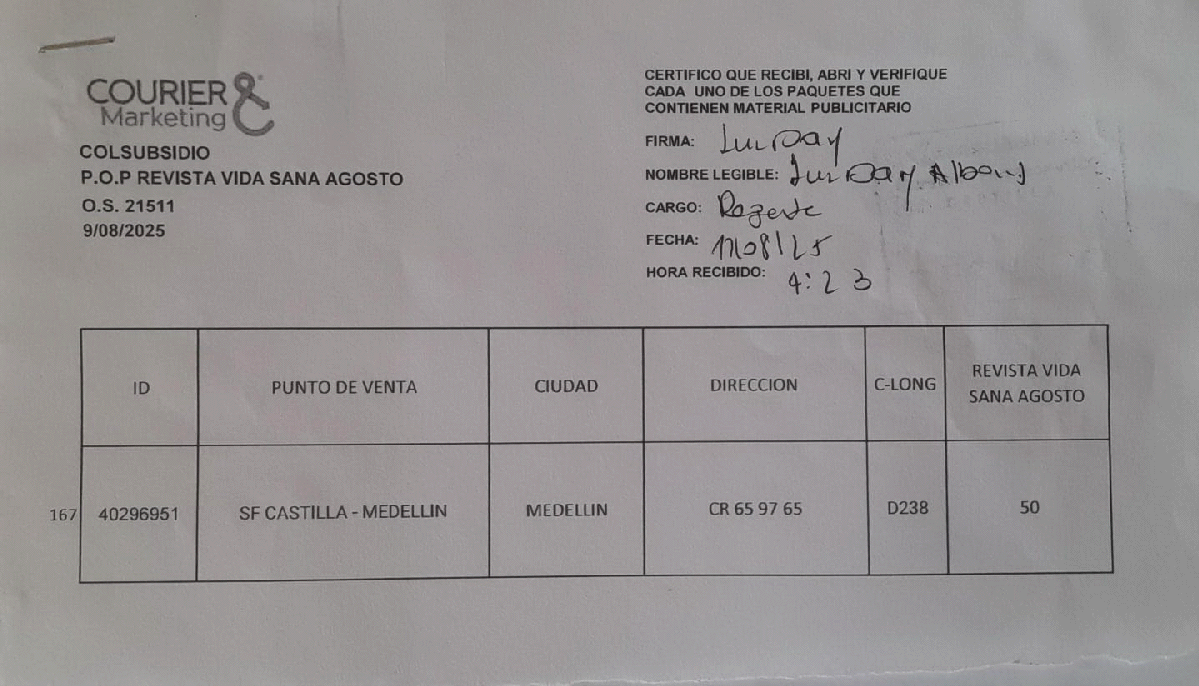 COURIER &
Marketing
COLSUBSIDIO
P.O.P REVISTA VIDA SANA AGOSTO
O.S. 21511
9/08/2025
CERTIFICO QUE RECIBI, ABRI Y VERIFIQUE
CADA UNO DE LOS PAQUETES QUE
CONTIENEN MATERIAL PUBLICITARIO
FIRMA:
NOMBRE LEGIBLE:
CARGO:
FECHA:
HORA RECIBIDO: 4:23
ID PUNTO DE VENTA CIUDAD DIRECCION C-LONG REVISTA VIDA SANA AGOSTO
167 40296951 SF CASTILLA - MEDELLIN MEDELLIN CR 65 97 65 D238 50